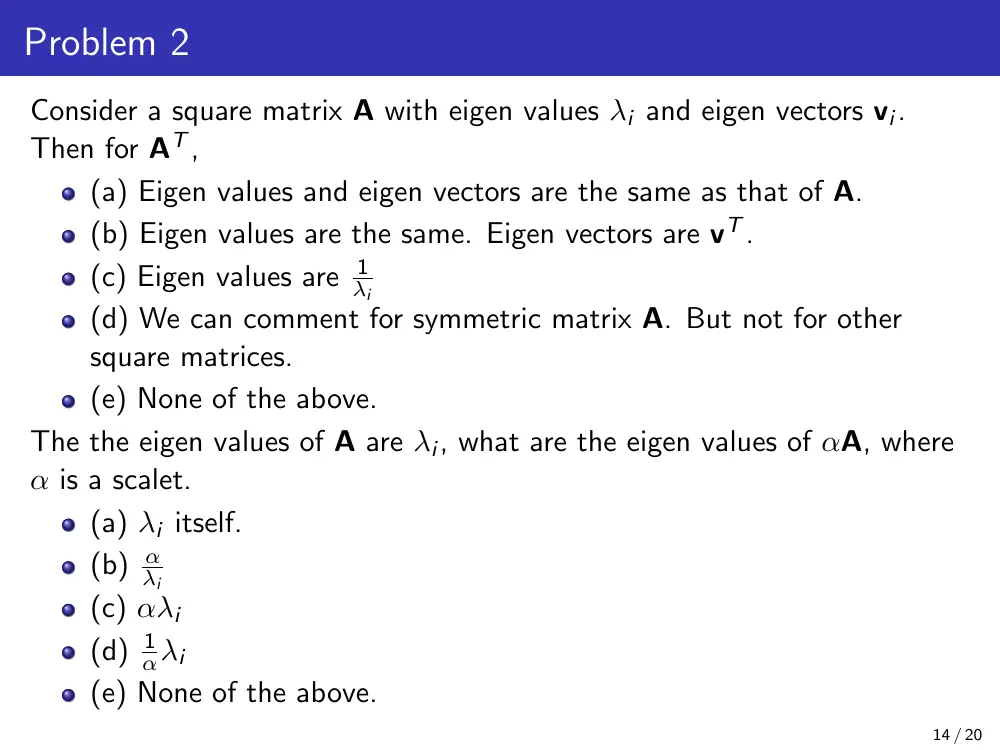 Problem 2
Consider a square matrix A with eigen values λᵢ and eigen vectors vᵢ.
Then for Aᵀ,
(a) Eigen values and eigen vectors are the same as that of A.
(b) Eigen values are the same. Eigen vectors are vᵀ.
(c) Eigen values are 1/λᵢ
(d) We can comment for symmetric matrix A. But not for other
square matrices.
(e) None of the above.
The the eigen values of A are λᵢ, what are the eigen values of αA, where
α is a scalet.
(a) λᵢ itself.
(b) α/λᵢ
(c) αλᵢ
(d) 1/α λᵢ
(e) None of the above.
14 / 20